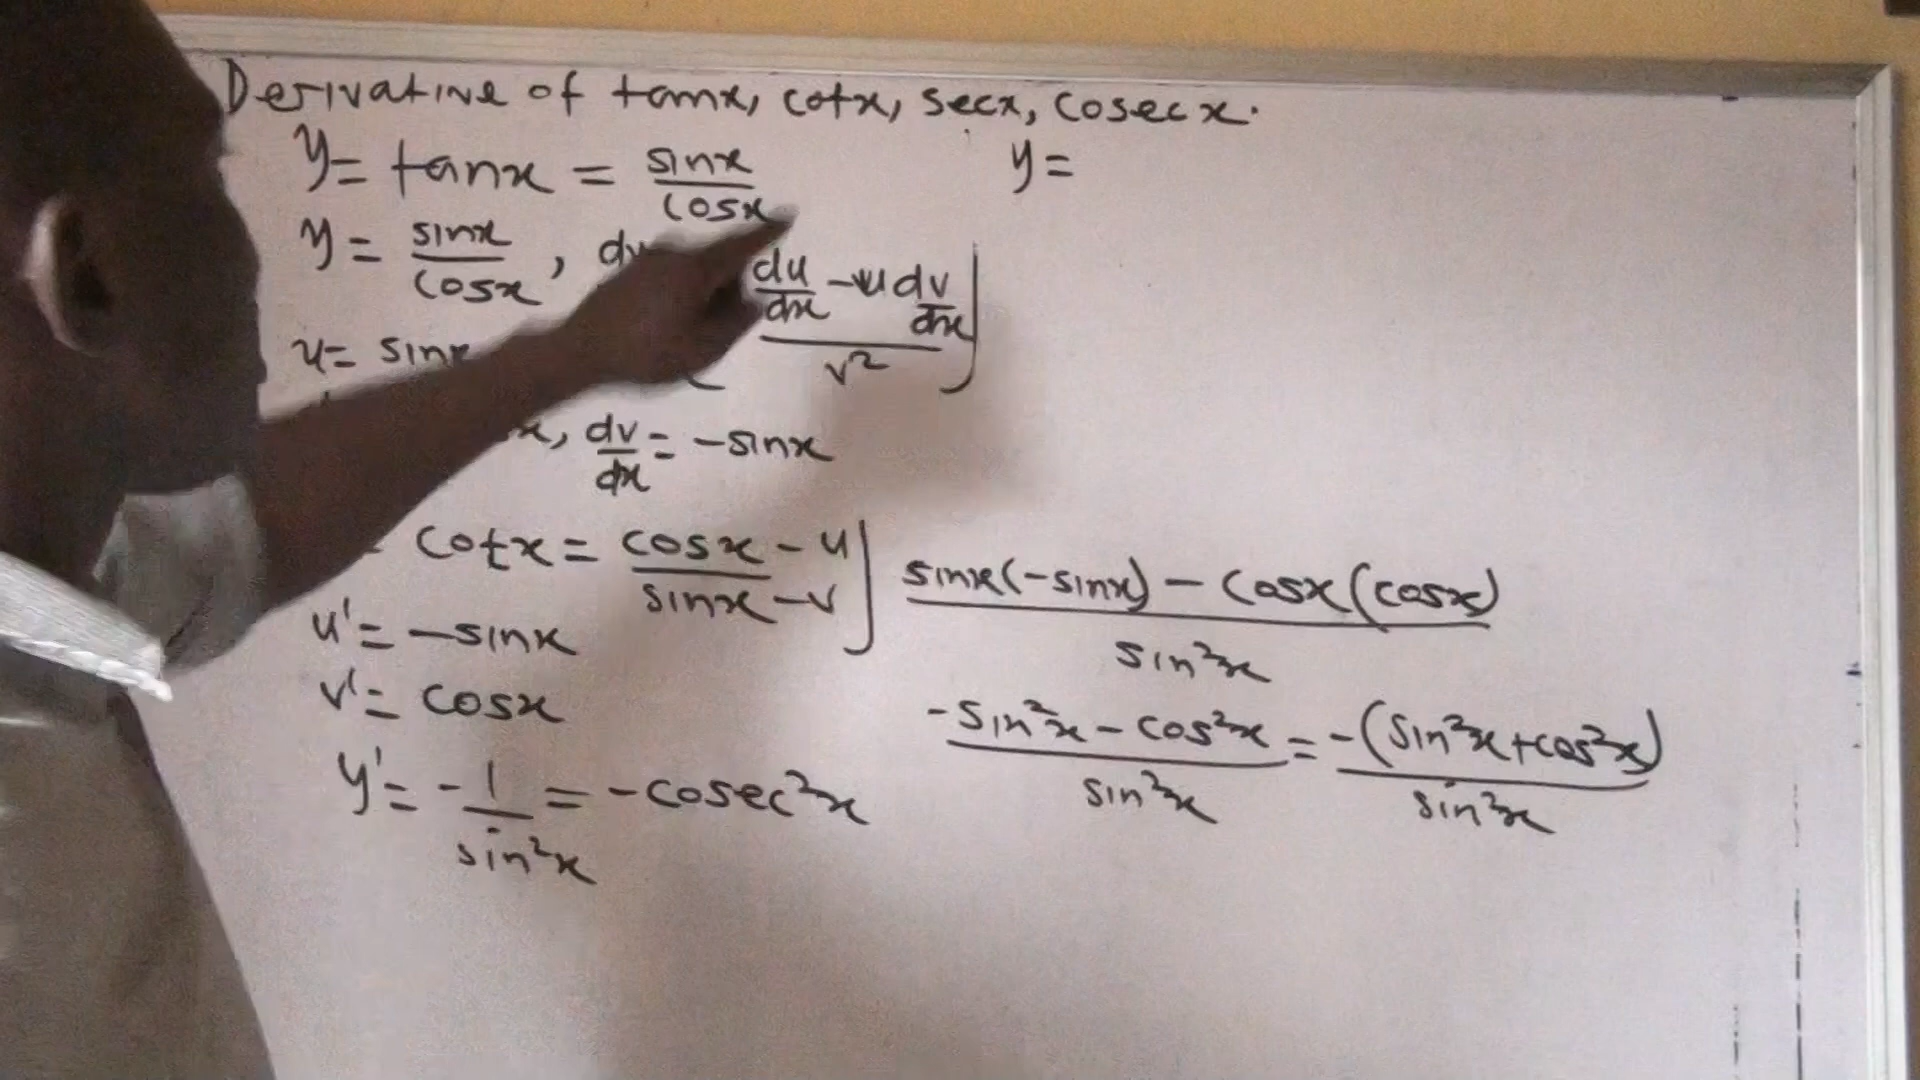 Derivative of tanx, cotx, secx, cosecx.
y = tanx = sinx/cosx
y =
y = sinx/cosx , du/dx - u dv/dx
v²
u = sinx
dv/dx = -sinx
cotx = cosx - u / sinx - v
sinx(-sinx) - cosx(cosx) / sin²x
u' = -sinx
v' = cosx
-sin²x - cos²x / sin²x = -(sin²x + cos²x) / sin²x
y' = -1/sin²x = -cosec²x